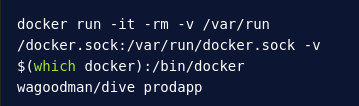 docker run -it -rm -v /var/run
/docker.sock:/var/run/docker.sock -v
$(which docker):/bin/docker
wagoodman/dive prodapp